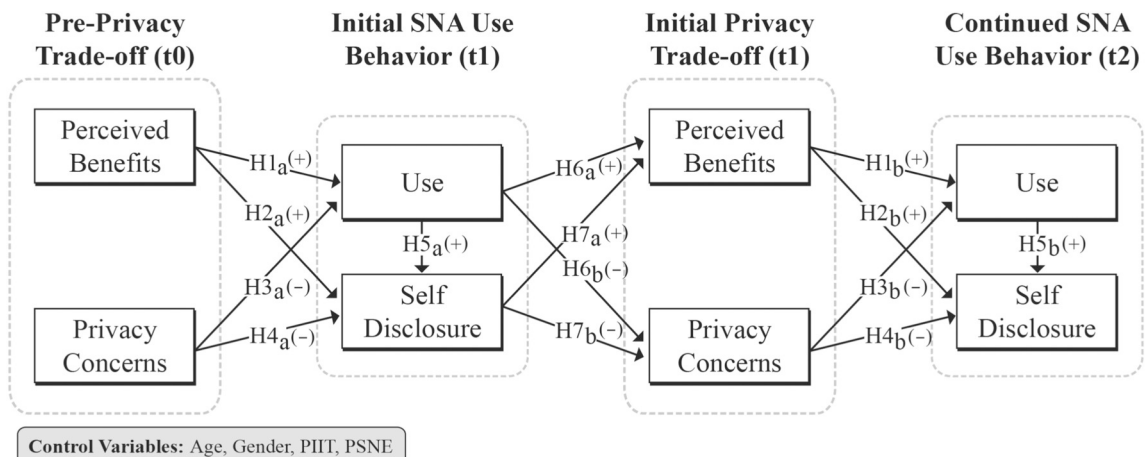 Pre-Privacy
Trade-off (t0)
Initial SNA Use
Behavior (t1)
Initial Privacy
Trade-off (t1)
Continued SNA
Use Behavior (t2)
Perceived
Benefits
Privacy
Concerns
H1a(+)
H2a(+)
H3a(–)
H4a(–)
Use
H5a(+)
Self
Disclosure
H6a(+)
H7a(+)
H6b(–)
H7b(–)
Perceived
Benefits
Privacy
Concerns
H1b(+)
H2b(+)
H3b(–)
H4b(–)
Use
H5b(+)
Self
Disclosure
Control Variables: Age, Gender, PIIT, PSNE